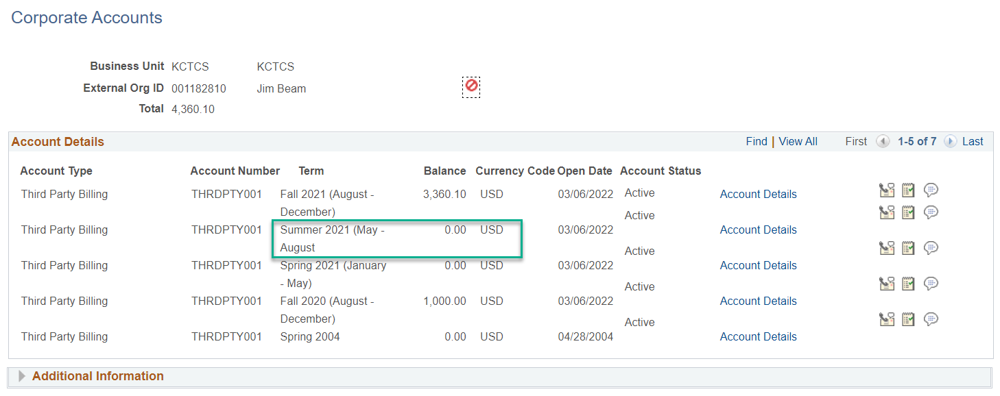 Corporate Accounts
Business Unit KCTCS KCTCS
External Org ID 001182810 Jim Beam
Total 4,360.10
Account Details Find | View All First 1-5 of 7 Last
Account Type Account Number Term Balance Currency Code Open Date Account Status
Third Party Billing THRDPTY001 Fall 2021 (August - 3,360.10 USD 03/06/2022 Active Account Details
December)
Active
Third Party Billing THRDPTY001 Summer 2021 (May - 0.00 USD 03/06/2022 Account Details
August
Active
Third Party Billing THRDPTY001 Spring 2021 (January 0.00 USD 03/06/2022 Account Details
- May)
Active
Third Party Billing THRDPTY001 Fall 2020 (August - 1,000.00 USD 03/06/2022 Account Details
December)
Active
Third Party Billing THRDPTY001 Spring 2004 0.00 USD 04/28/2004 Account Details
Additional Information